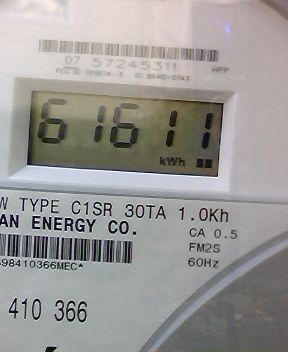 07 57245311
61611
kWh
W TYPE C1SR 30TA 1.0Kh
AN ENERGY CO.
CA 0.5
FM2S
60Hz
98410366MEC*
410 366